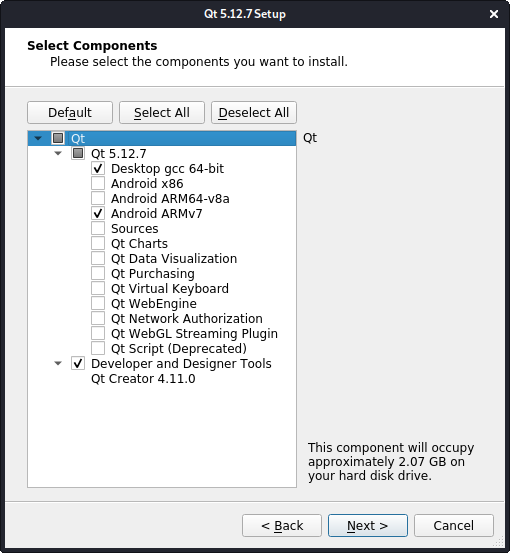 Qt 5.12.7 Setup
Select Components
Please select the components you want to install.
Default
Select All
Deselect All
Qt
Qt
Qt 5.12.7
Desktop gcc 64-bit
Android x86
Android ARM64-v8a
Android ARMv7
Sources
Qt Charts
Qt Data Visualization
Qt Purchasing
Qt Virtual Keyboard
Qt WebEngine
Qt Network Authorization
Qt WebGL Streaming Plugin
Qt Script (Deprecated)
Developer and Designer Tools
Qt Creator 4.11.0
This component will occupy
approximately 2.07 GB on
your hard disk drive.
< Back
Next >
Cancel